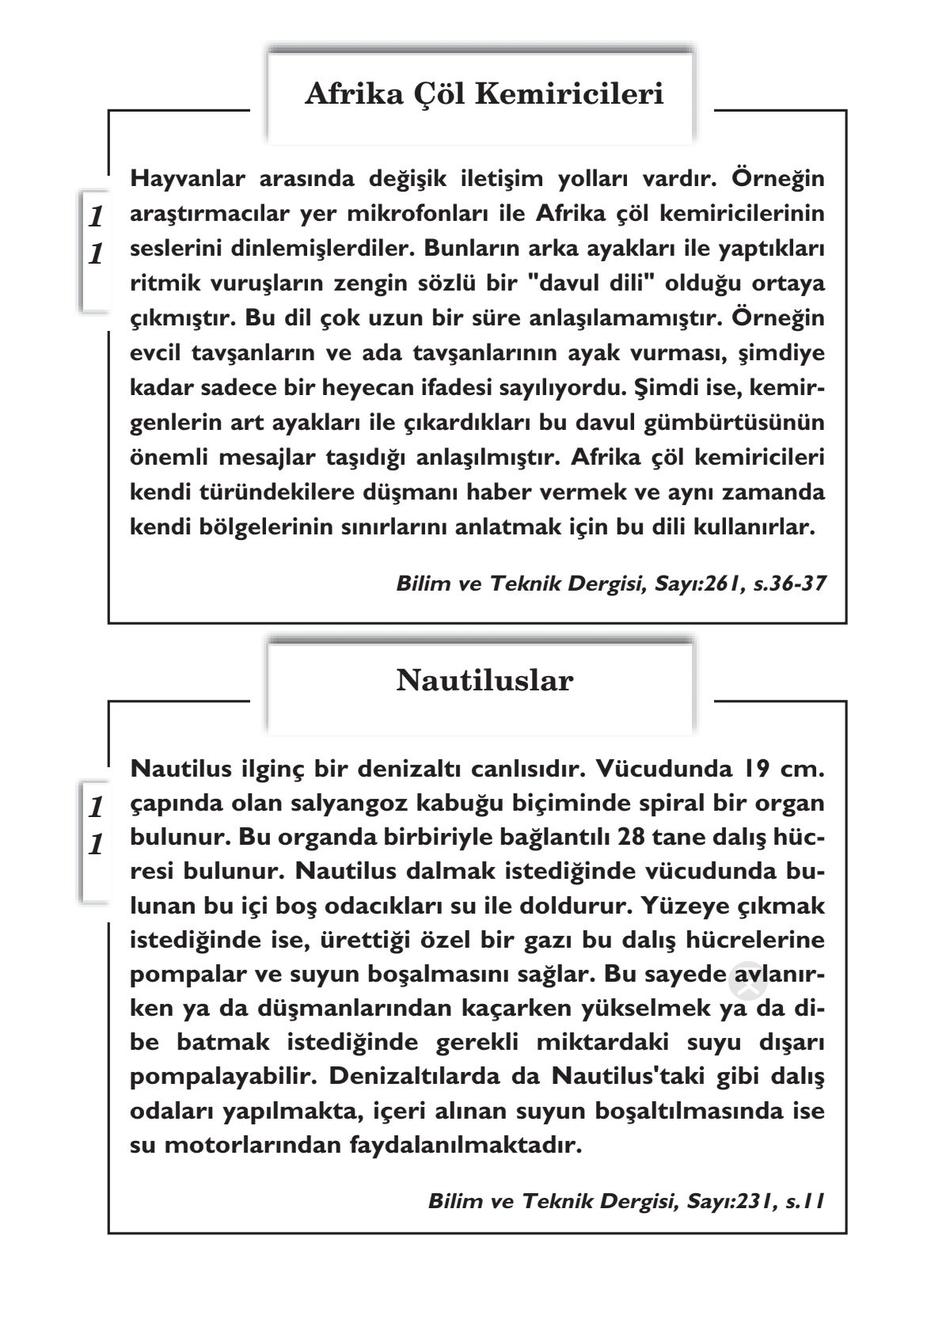 Afrika Çöl Kemiricileri
1
1
Hayvanlar arasında değişik iletişim yolları vardır. Örneğin
araştırmacılar yer mikrofonları ile Afrika çöl kemiricilerinin
seslerini dinlemişlerdiler. Bunların arka ayakları ile yaptıkları
ritmik vuruşların zengin sözlü bir "davul dili" olduğu ortaya
çıkmıştır. Bu dil çok uzun bir süre anlaşılamamıştır. Örneğin
evcil tavşanların ve ada tavşanlarının ayak vurması, şimdiye
kadar sadece bir heyecan ifadesi sayılıyordu. Şimdi ise, kemir-
genlerin art ayakları ile çıkardıkları bu davul gümbürtüsünün
önemli mesajlar taşıdığı anlaşılmıştır. Afrika çöl kemiricileri
kendi türündekilere düşmanı haber vermek ve aynı zamanda
kendi bölgelerinin sınırlarını anlatmak için bu dili kullanırlar.
Bilim ve Teknik Dergisi, Sayı:261, s.36-37
Nautiluslar
1
1
Nautilus ilginç bir denizaltı canlısıdır. Vücudunda 19 cm.
çapında olan salyangoz kabuğu biçiminde spiral bir organ
bulunur. Bu organda birbiriyle bağlantılı 28 tane dalış hüc-
resi bulunur. Nautilus dalmak istediğinde vücudunda bu-
lunan bu içi boş odacıkları su ile doldurur. Yüzeye çıkmak
istediğinde ise, ürettiği özel bir gazı bu dalış hücrelerine
pompalar ve suyun boşalmasını sağlar. Bu sayede avlanır-
ken ya da düşmanlarından kaçarken yükselmek ya da di-
be batmak istediğinde gerekli miktardaki suyu dışarı
pompalayabilir. Denizaltılarda da Nautilus'taki gibi dalış
odaları yapılmakta, içeri alınan suyun boşaltılmasında ise
su motorlarından faydalanılmaktadır.
Bilim ve Teknik Dergisi, Sayı:231, s.11